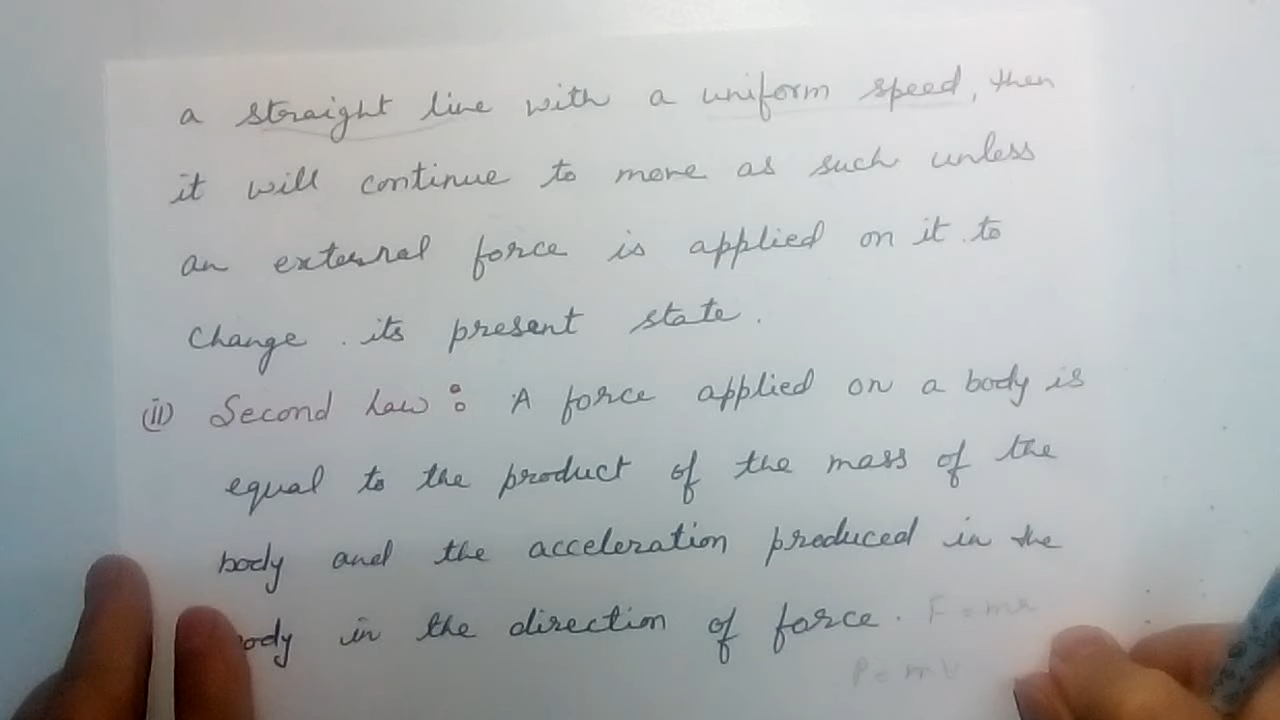 a straight line with a uniform speed, then
it will continue to move as such unless
an external force is applied on it to
change its present state.
(ii) Second Law : A force applied on a body is
equal to the product of the mass of the
body and the acceleration produced in the
body in the direction of force. F = ma
P = mv